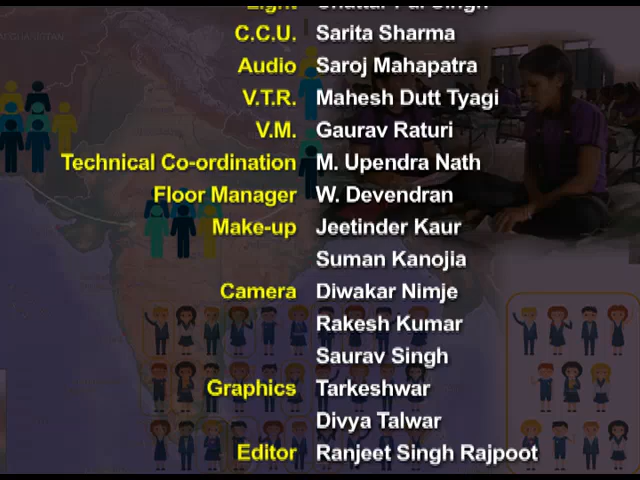 C.C.U. Sarita Sharma
Audio Saroj Mahapatra
V.T.R. Mahesh Dutt Tyagi
V.M. Gaurav Raturi
Technical Co-ordination M. Upendra Nath
Floor Manager W. Devendran
Make-up Jeetinder Kaur
Suman Kanojia
Camera Diwakar Nimje
Rakesh Kumar
Saurav Singh
Graphics Tarkeshwar
Divya Talwar
Editor Ranjeet Singh Rajpoot